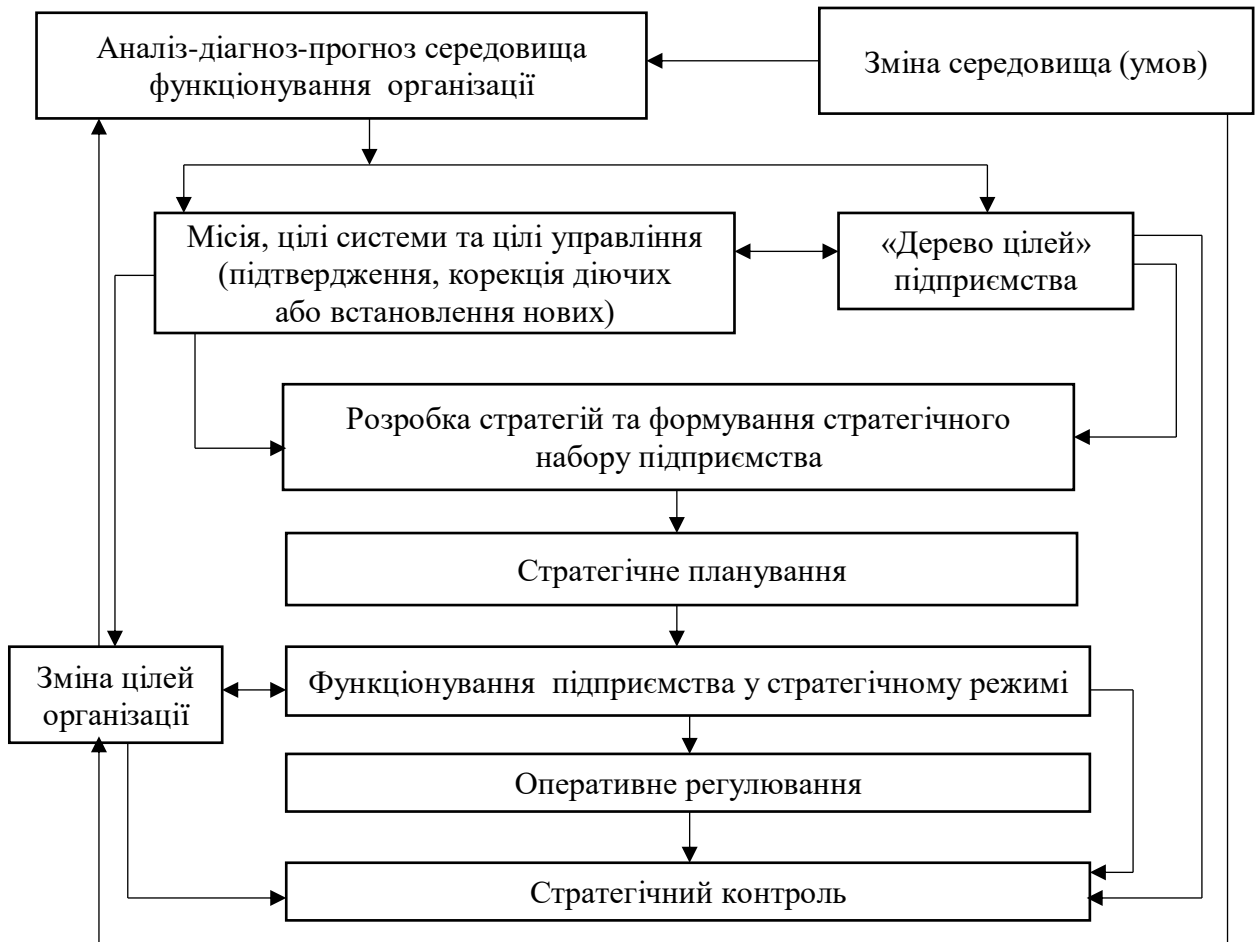 Аналіз-діагноз-прогноз середовища
функціонування організації
Зміна середовища (умов)
Місія, цілі системи та цілі управління
(підтвердження, корекція діючих
або встановлення нових)
«Дерево цілей»
підприємства
Розробка стратегій та формування стратегічного
набору підприємства
Стратегічне планування
Зміна цілей
організації
Функціонування підприємства у стратегічному режимі
Оперативне регулювання
Стратегічний контроль